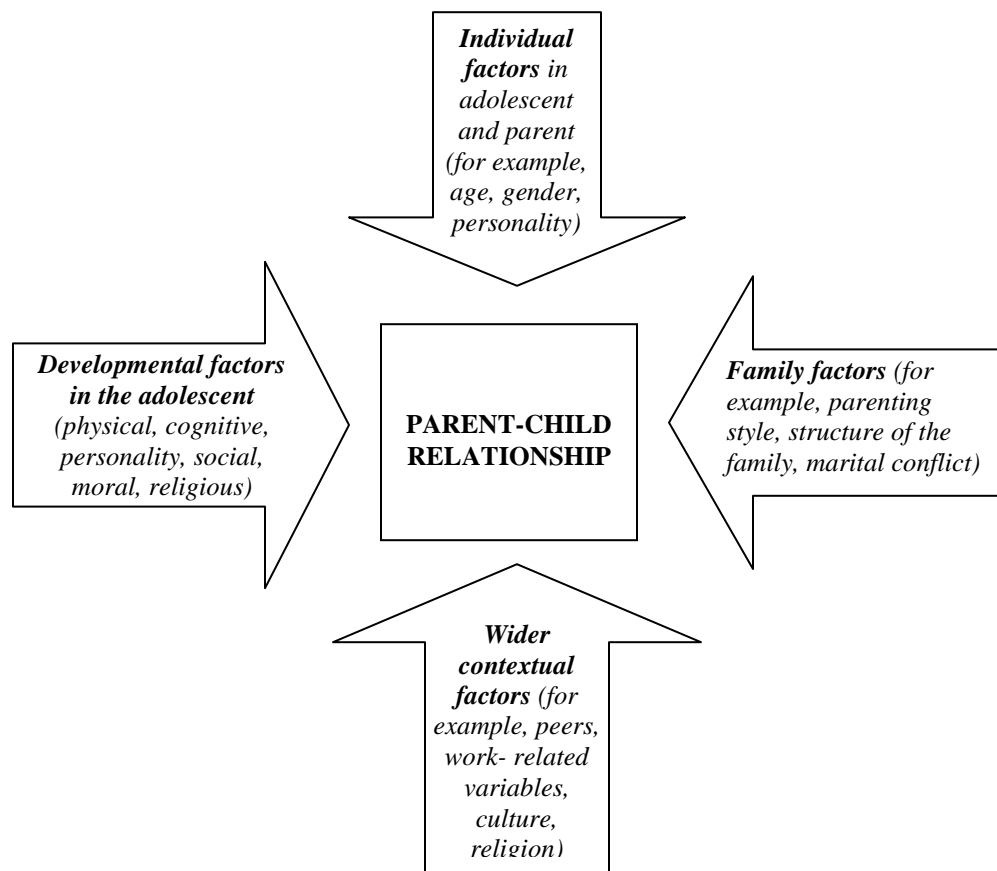 Individual
factors in
adolescent
and parent
(for example,
age, gender,
personality)
Developmental factors
in the adolescent
(physical, cognitive,
personality, social,
moral, religious)
PARENT-CHILD
RELATIONSHIP
Family factors (for
example, parenting
style, structure of the
family, marital conflict)
Wider
contextual
factors (for
example, peers,
work- related
variables,
culture,
religion)